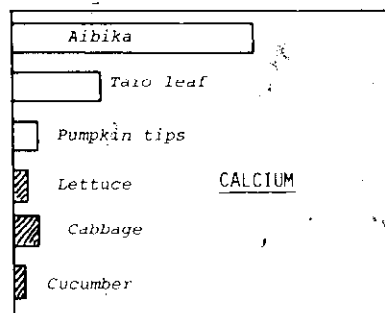 Aibika
Taro leaf
Pumpkin tips
Lettuce
CALCIUM
Cabbage
Cucumber